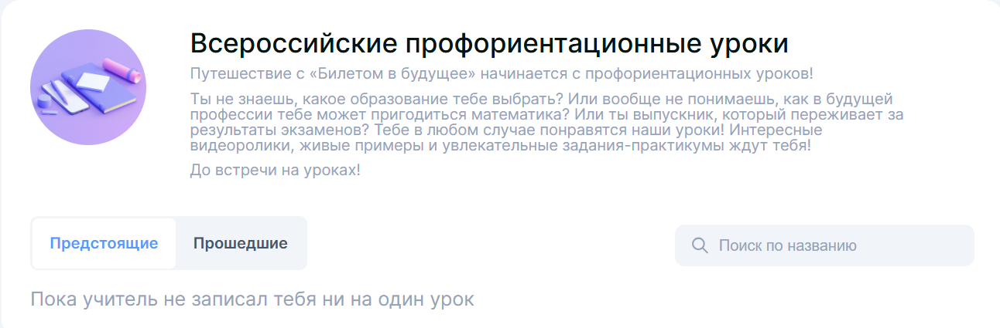 Всероссийские профориентационные уроки
Путешествие с «Билетом в будущее» начинается с профориентационных уроков!
Ты не знаешь, какое образование тебе выбрать? Или вообще не понимаешь, как в будущей
профессии тебе может пригодиться математика? Или ты выпускник, который переживает за
результаты экзаменов? Тебе в любом случае понравятся наши уроки! Интересные
видеоролики, живые примеры и увлекательные задания-практикумы ждут тебя!
До встречи на уроках!
Предстоящие
Прошедшие
Поиск по названию
Пока учитель не записал тебя ни на один урок